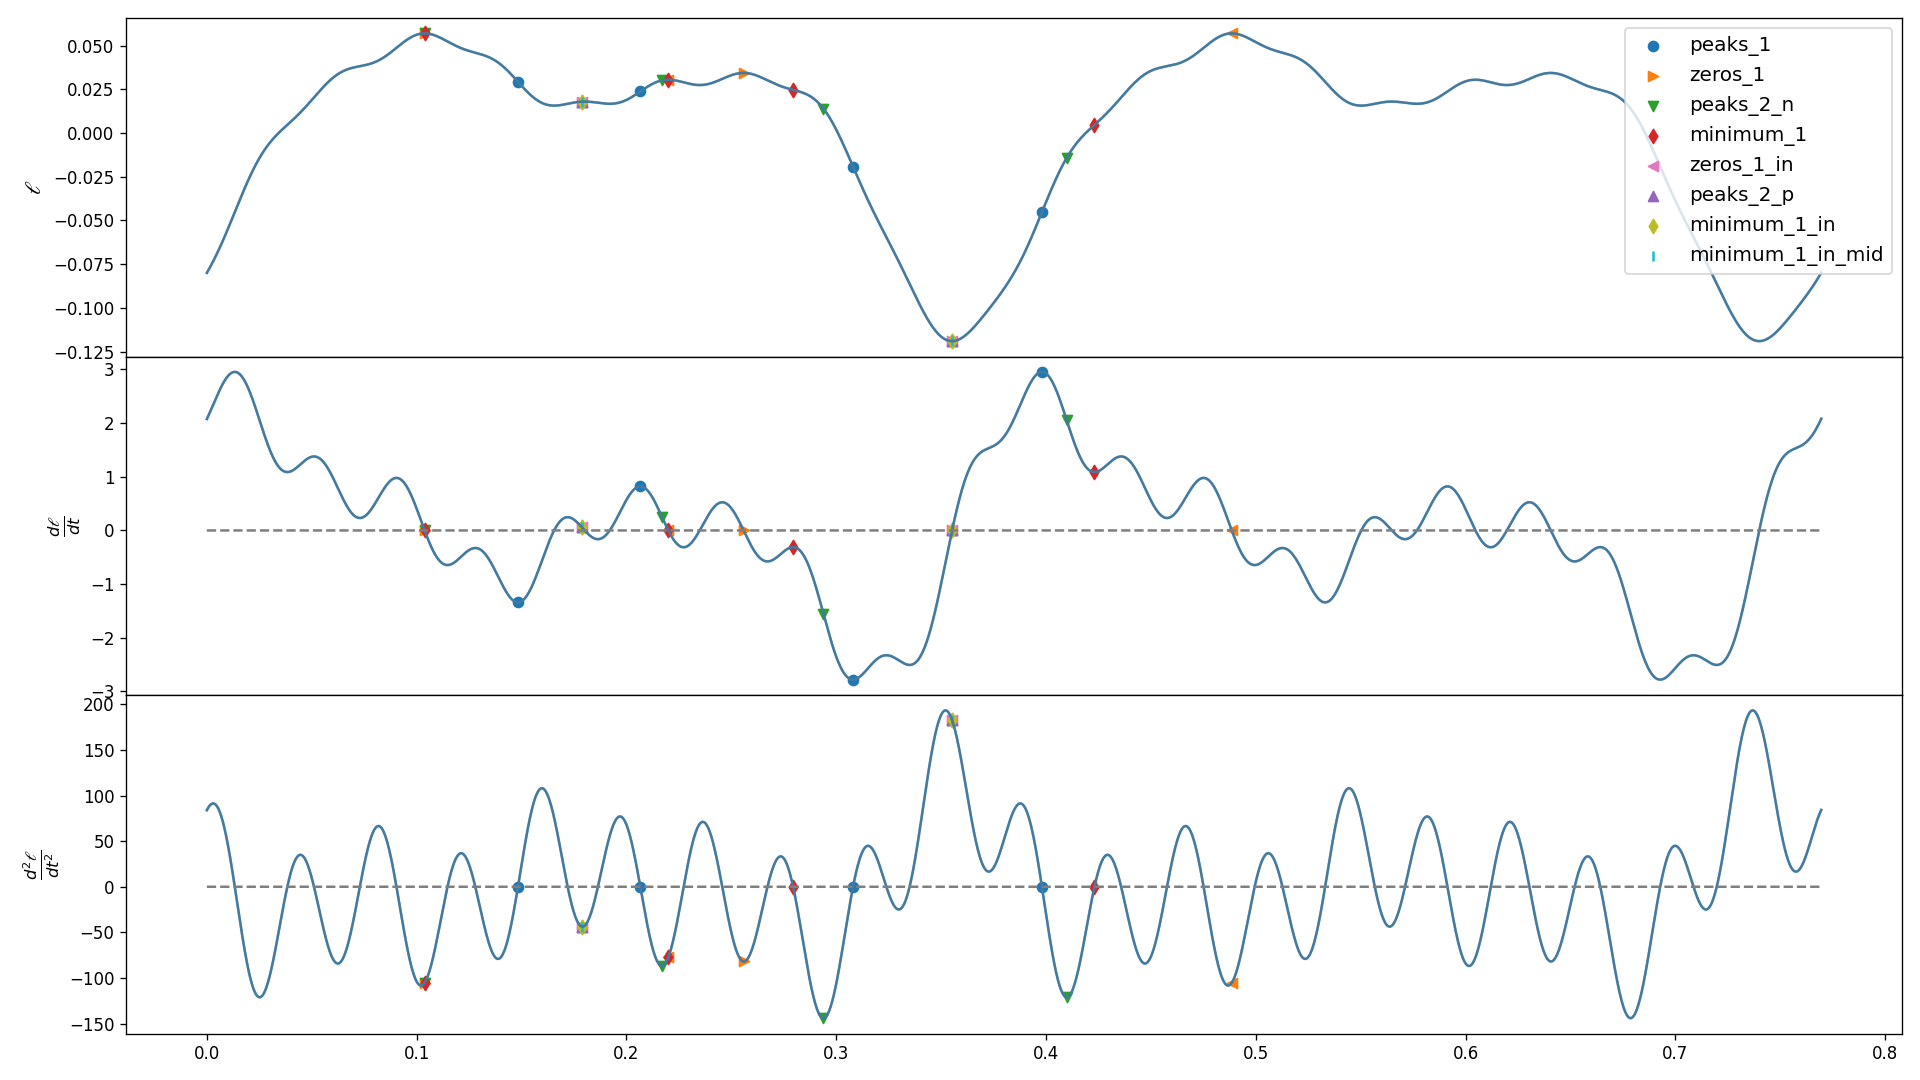 0.050
0.025
0.000
−0.025
−0.050
−0.075
−0.100
−0.125
ℓ
peaks_1
zeros_1
peaks_2_n
minimum_1
zeros_1_in
peaks_2_p
minimum_1_in
minimum_1_in_mid
3
2
1
0
−1
−2
−3
dℓ
dt
200
150
100
50
0
−50
−100
−150
d²ℓ
dt²
0.0 0.1 0.2 0.3 0.4 0.5 0.6 0.7 0.8